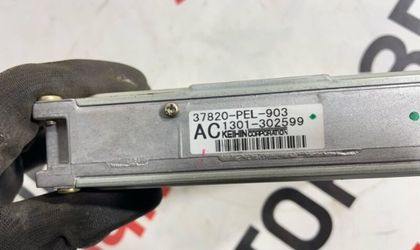 37820-PEL-903
AC 1301-302599
KEIHIN CORPORATION